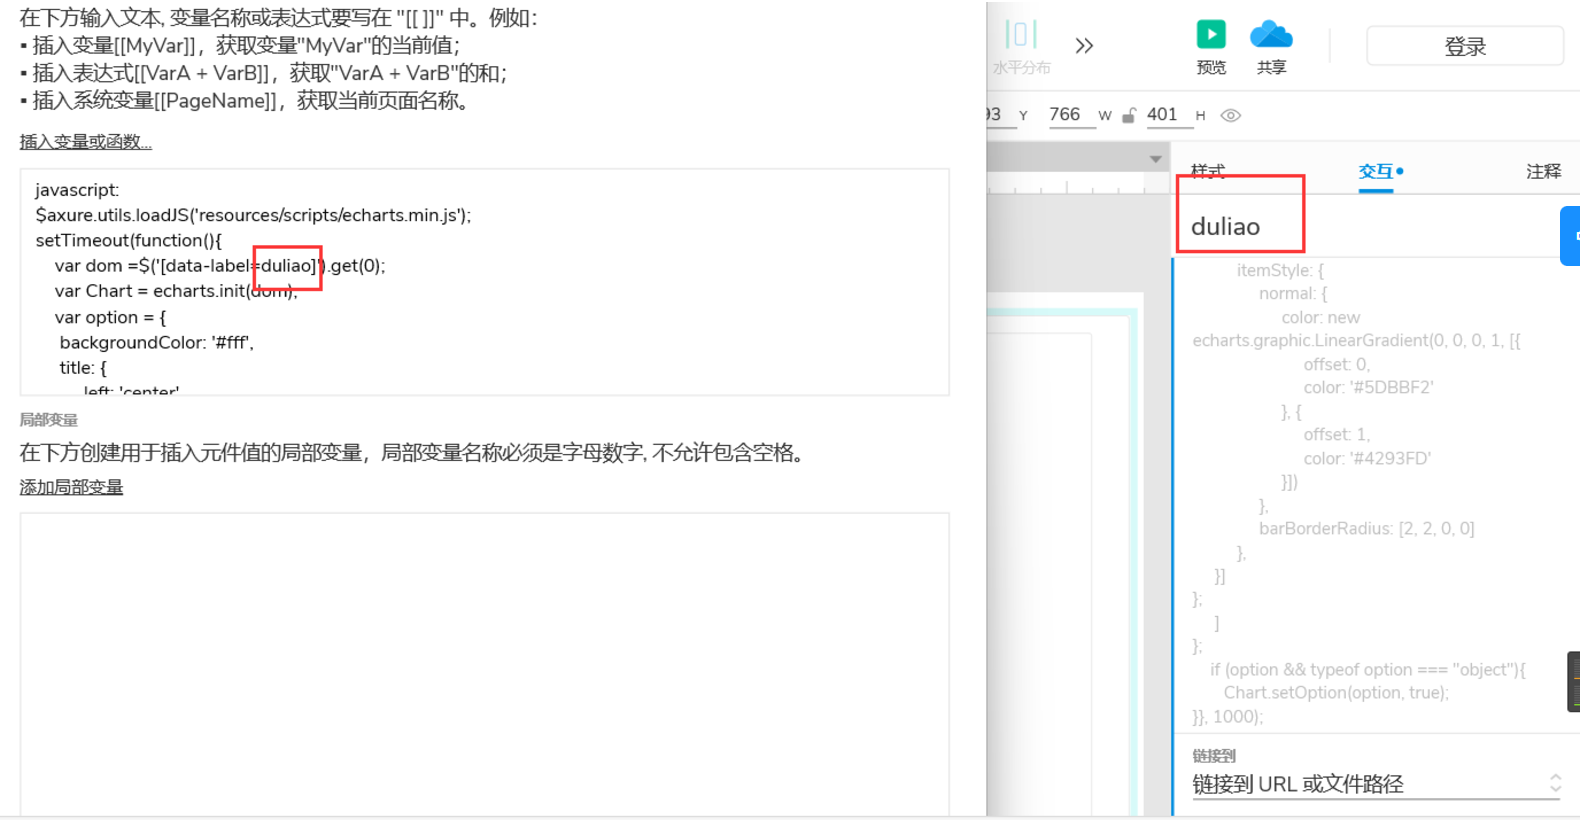 在下方输入文本, 变量名称或表达式要写在 "[[ ]]" 中。例如：
▪ 插入变量[[MyVar]]，获取变量"MyVar"的当前值；
▪ 插入表达式[[VarA + VarB]]，获取"VarA + VarB"的和；
▪ 插入系统变量[[PageName]]，获取当前页面名称。
插入变量或函数...
javascript:
$axure.utils.loadJS('resources/scripts/echarts.min.js');
setTimeout(function(){
var dom =$('[data-label=duliao]').get(0);
var Chart = echarts.init(dom);
var option = {
backgroundColor: '#fff',
title: {
left: 'center'
局部变量
在下方创建用于插入元件值的局部变量，局部变量名称必须是字母数字, 不允许包含空格。
添加局部变量
水平分布
预览
共享
登录
93 Y 766 W 401 H
样式 交互 注释
duliao
itemStyle: {
normal: {
color: new
echarts.graphic.LinearGradient(0, 0, 0, 1, [{
offset: 0,
color: '#5DBBF2'
}, {
offset: 1,
color: '#4293FD'
}])
},
barBorderRadius: [2, 2, 0, 0]
},
}]
};
]
};
if (option && typeof option === "object"){
Chart.setOption(option, true);
}}, 1000);
链接到
链接到 URL 或文件路径